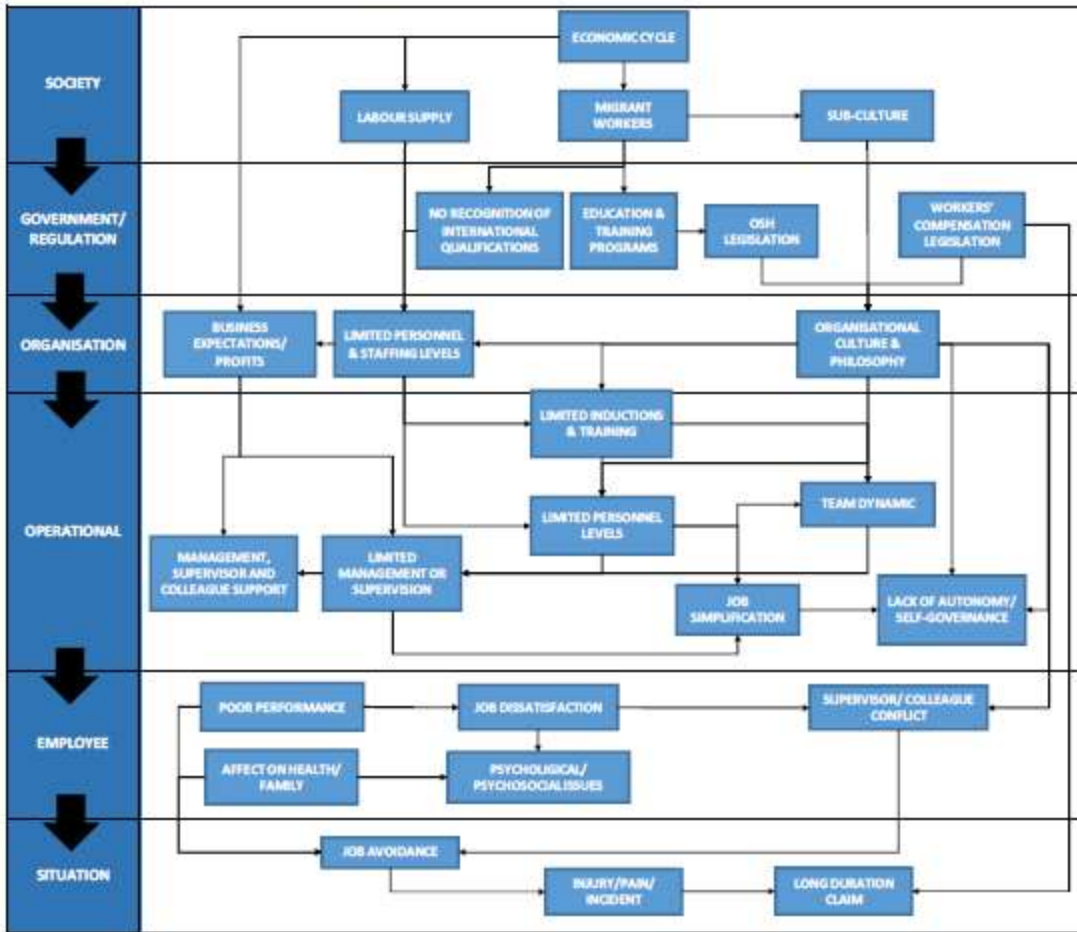 SOCIETY
ECONOMIC CYCLE
LABOUR SUPPLY
MIGRANT
WORKERS
SUB-CULTURE
GOVERNMENT/
REGULATION
NO RECOGNITION OF
INTERNATIONAL
QUALIFICATIONS
EDUCATION &
TRAINING
PROGRAMS
OSH
LEGISLATION
WORKERS'
COMPENSATION
LEGISLATION
ORGANISATION
BUSINESS
EXPECTATIONS/
PROFITS
LIMITED PERSONNEL
& STAFFING LEVELS
ORGANISATIONAL
CULTURE &
PHILOSOPHY
OPERATIONAL
LIMITED INDUCTIONS
& TRAINING
LIMITED PERSONNEL
LEVELS
TEAM DYNAMIC
MANAGEMENT,
SUPERVISOR AND
COLLEAGUE SUPPORT
LIMITED
MANAGEMENT OR
SUPERVISION
JOB
SIMPLIFICATION
LACK OF AUTONOMY/
SELF-GOVERNANCE
EMPLOYEE
POOR PERFORMANCE
JOB DISSATISFACTION
SUPERVISOR/ COLLEAGUE
CONFLICT
AFFECT ON HEALTH/
FAMILY
PSYCHOLIGICAL/
PSYCHOSOCIAL ISSUES
SITUATION
JOB AVOIDANCE
INJURY/PAIN/
INCIDENT
LONG DURATION
CLAIM